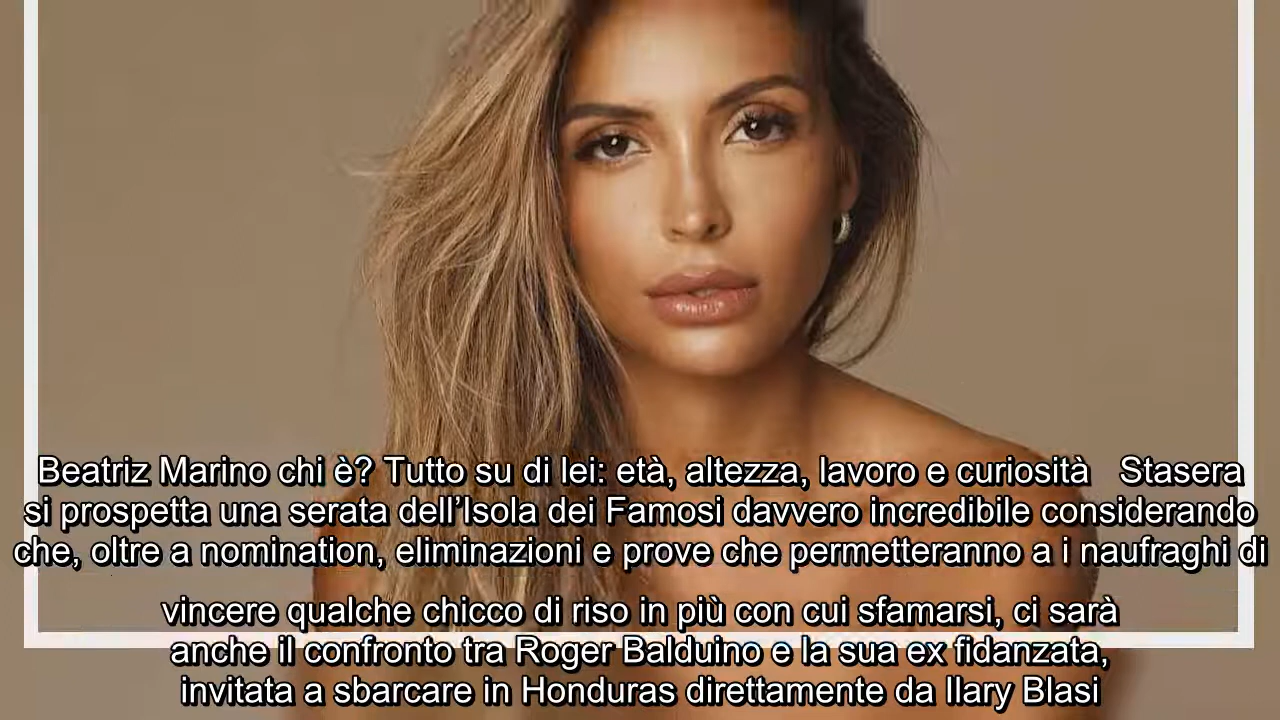 Beatriz Marino chi è? Tutto su di lei: età, altezza, lavoro e curiosità   Stasera
si prospetta una serata dell’Isola dei Famosi davvero incredibile considerando
che, oltre a nomination, eliminazioni e prove che permetteranno a i naufraghi di
vincere qualche chicco di riso in più con cui sfamarsi, ci sarà
anche il confronto tra Roger Balduino e la sua ex fidanzata,
invitata a sbarcare in Honduras direttamente da Ilary Blasi